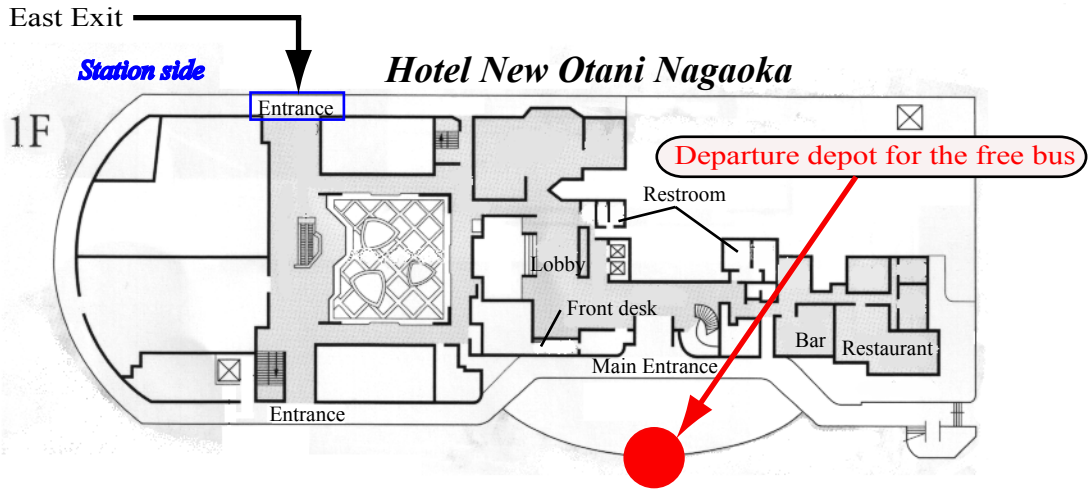 East Exit
Station side
Hotel New Otani Nagaoka
Entrance
1F
Departure depot for the free bus
Restroom
Lobby
Front desk
Bar
Restaurant
Main Entrance
Entrance